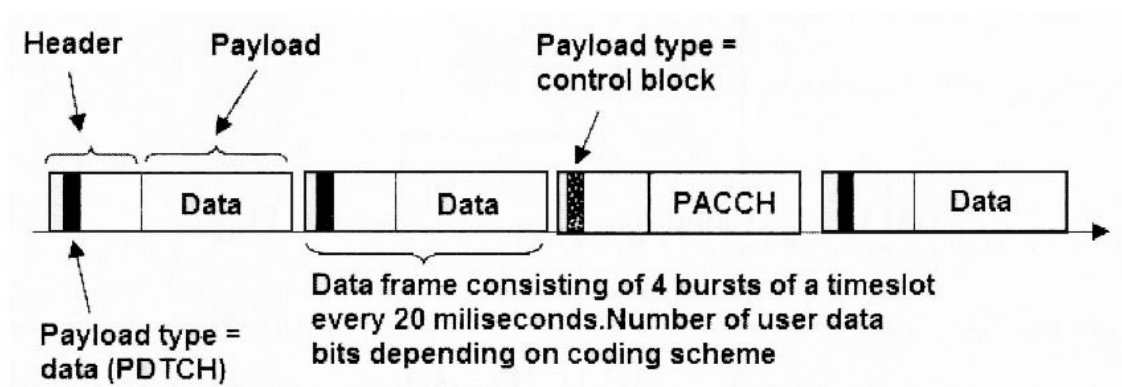 Header
Payload
Payload type =
control block
Data
Data
PACCH
Data
Payload type =
data (PDTCH)
Data frame consisting of 4 bursts of a timeslot
every 20 miliseconds.Number of user data
bits depending on coding scheme